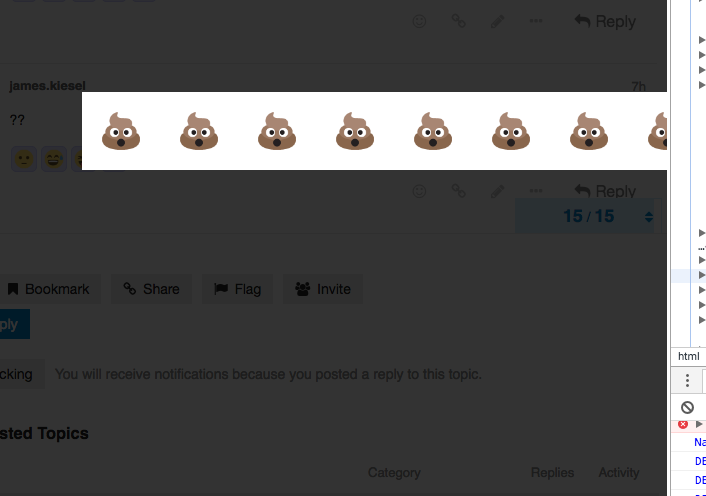 Reply
james.kiesel 7h
??
Reply
15 / 15
Bookmark Share Flag Invite
ply
cking You will receive notifications because you posted a reply to this topic.
sted Topics
Category Replies Activity
html
Na
DE
DE